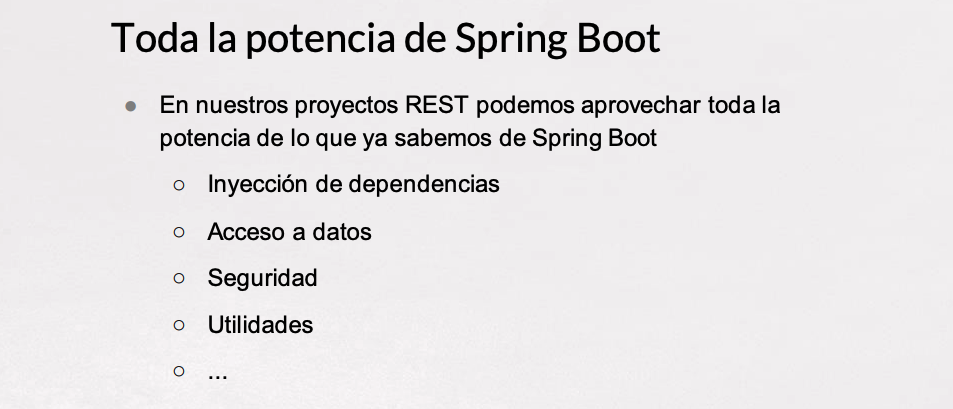 Toda la potencia de Spring Boot
● En nuestros proyectos REST podemos aprovechar toda la
potencia de lo que ya sabemos de Spring Boot
○ Inyección de dependencias
○ Acceso a datos
○ Seguridad
○ Utilidades
○ ...